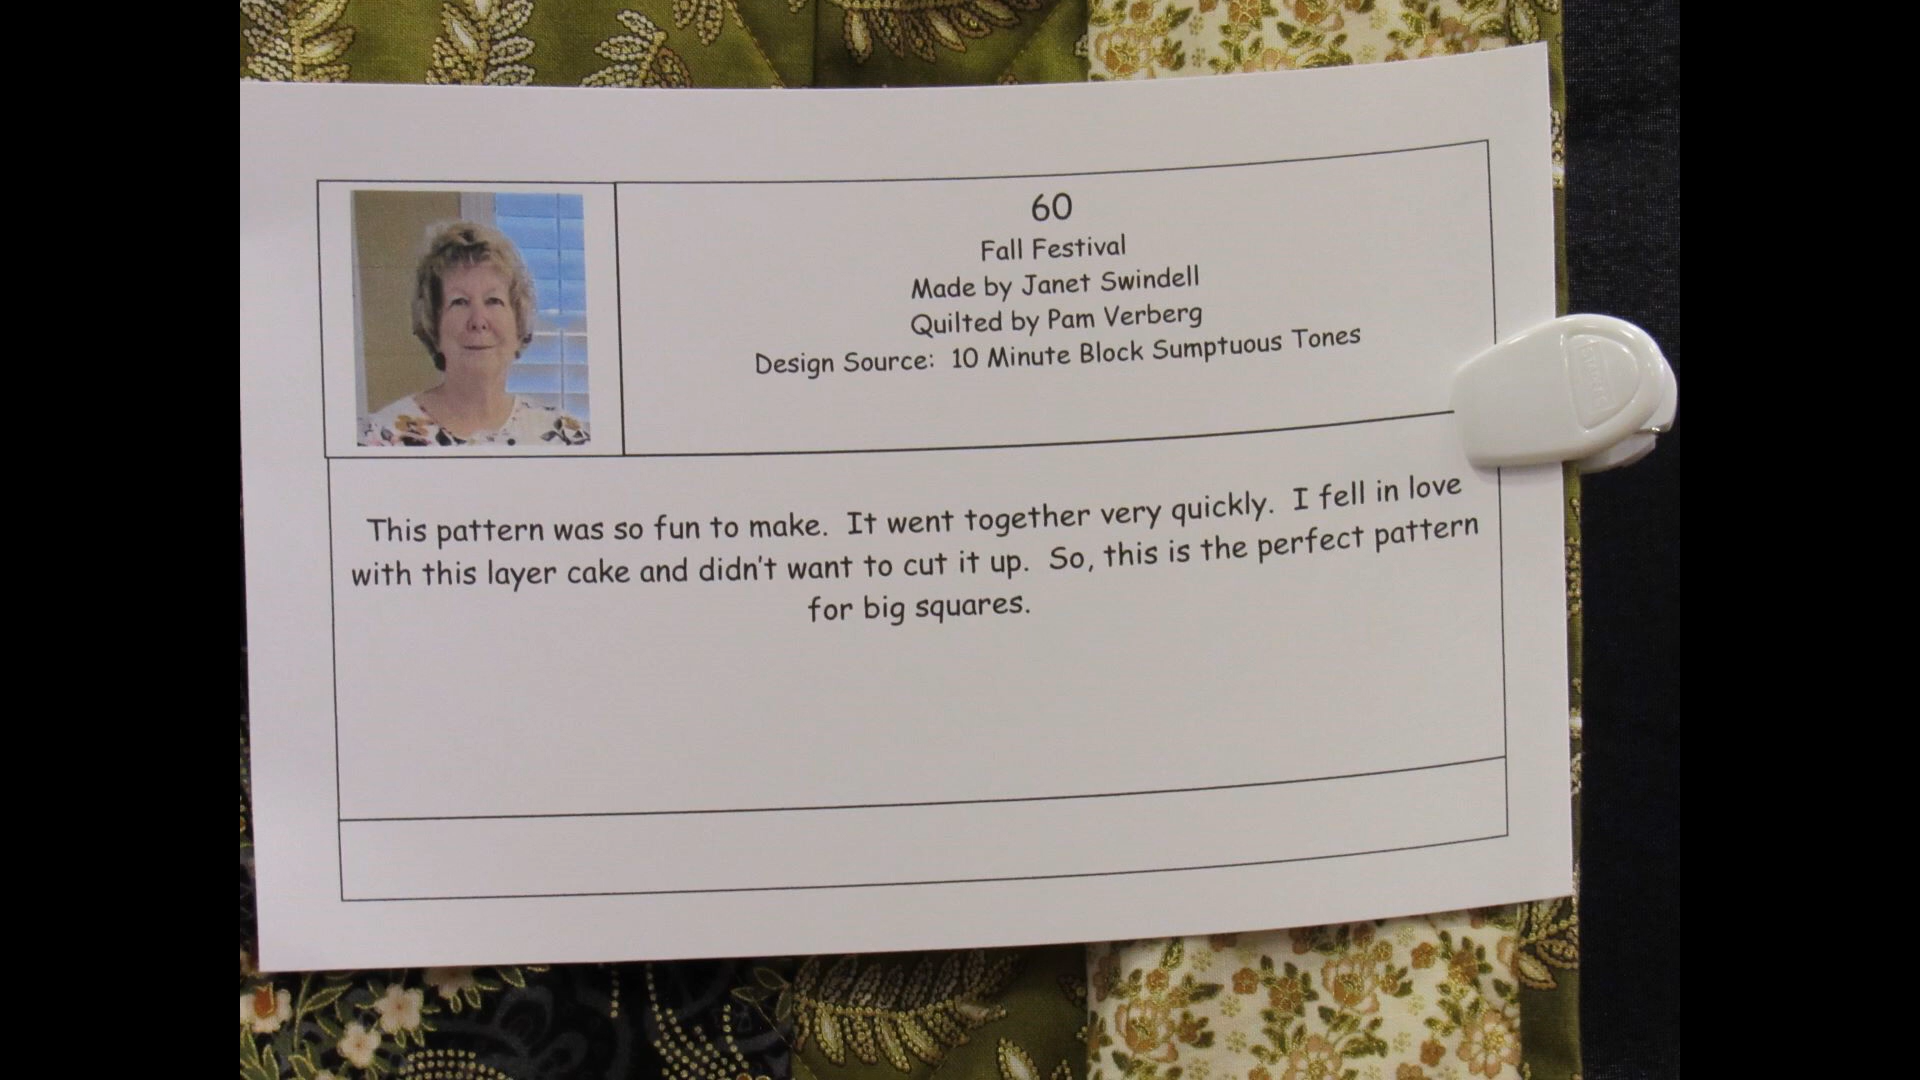 60
Fall Festival
Made by Janet Swindell
Quilted by Pam Verberg
Design Source:  10 Minute Block Sumptuous Tones
This pattern was so fun to make.  It went together very quickly.  I fell in love
with this layer cake and didn't want to cut it up.  So, this is the perfect pattern
for big squares.